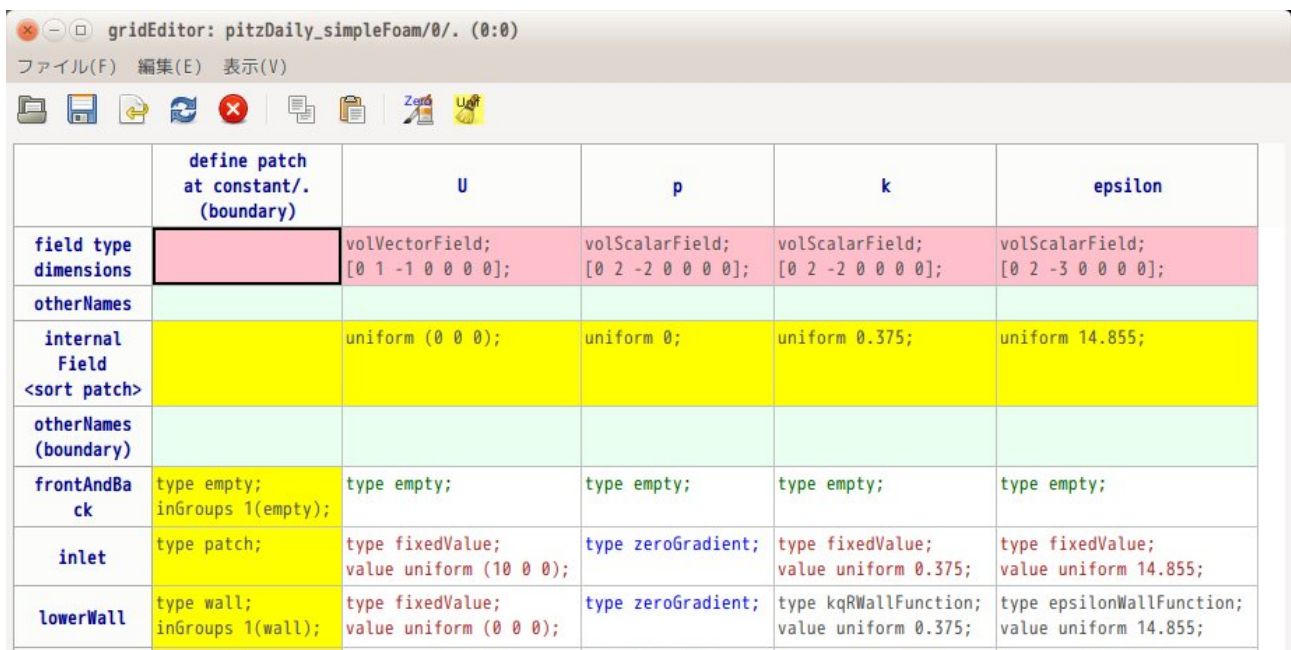 gridEditor: pitzDaily_simpleFoam/0/. (0:0)
ファイル(F) 編集(E) 表示(V)
Zero Unif
define patch
at constant/.
(boundary)
U
p
k
epsilon
field type
dimensions
volVectorField;
[0 1 -1 0 0 0 0];
volScalarField;
[0 2 -2 0 0 0 0];
volScalarField;
[0 2 -2 0 0 0 0];
volScalarField;
[0 2 -3 0 0 0 0];
otherNames
internal
Field
<sort patch>
uniform (0 0 0);
uniform 0;
uniform 0.375;
uniform 14.855;
otherNames
(boundary)
frontAndBa
ck
type empty;
inGroups 1(empty);
type empty;
type empty;
type empty;
type empty;
inlet
type patch;
type fixedValue;
value uniform (10 0 0);
type zeroGradient;
type fixedValue;
value uniform 0.375;
type fixedValue;
value uniform 14.855;
lowerWall
type wall;
inGroups 1(wall);
type fixedValue;
value uniform (0 0 0);
type zeroGradient;
type kqRWallFunction;
value uniform 0.375;
type epsilonWallFunction;
value uniform 14.855;